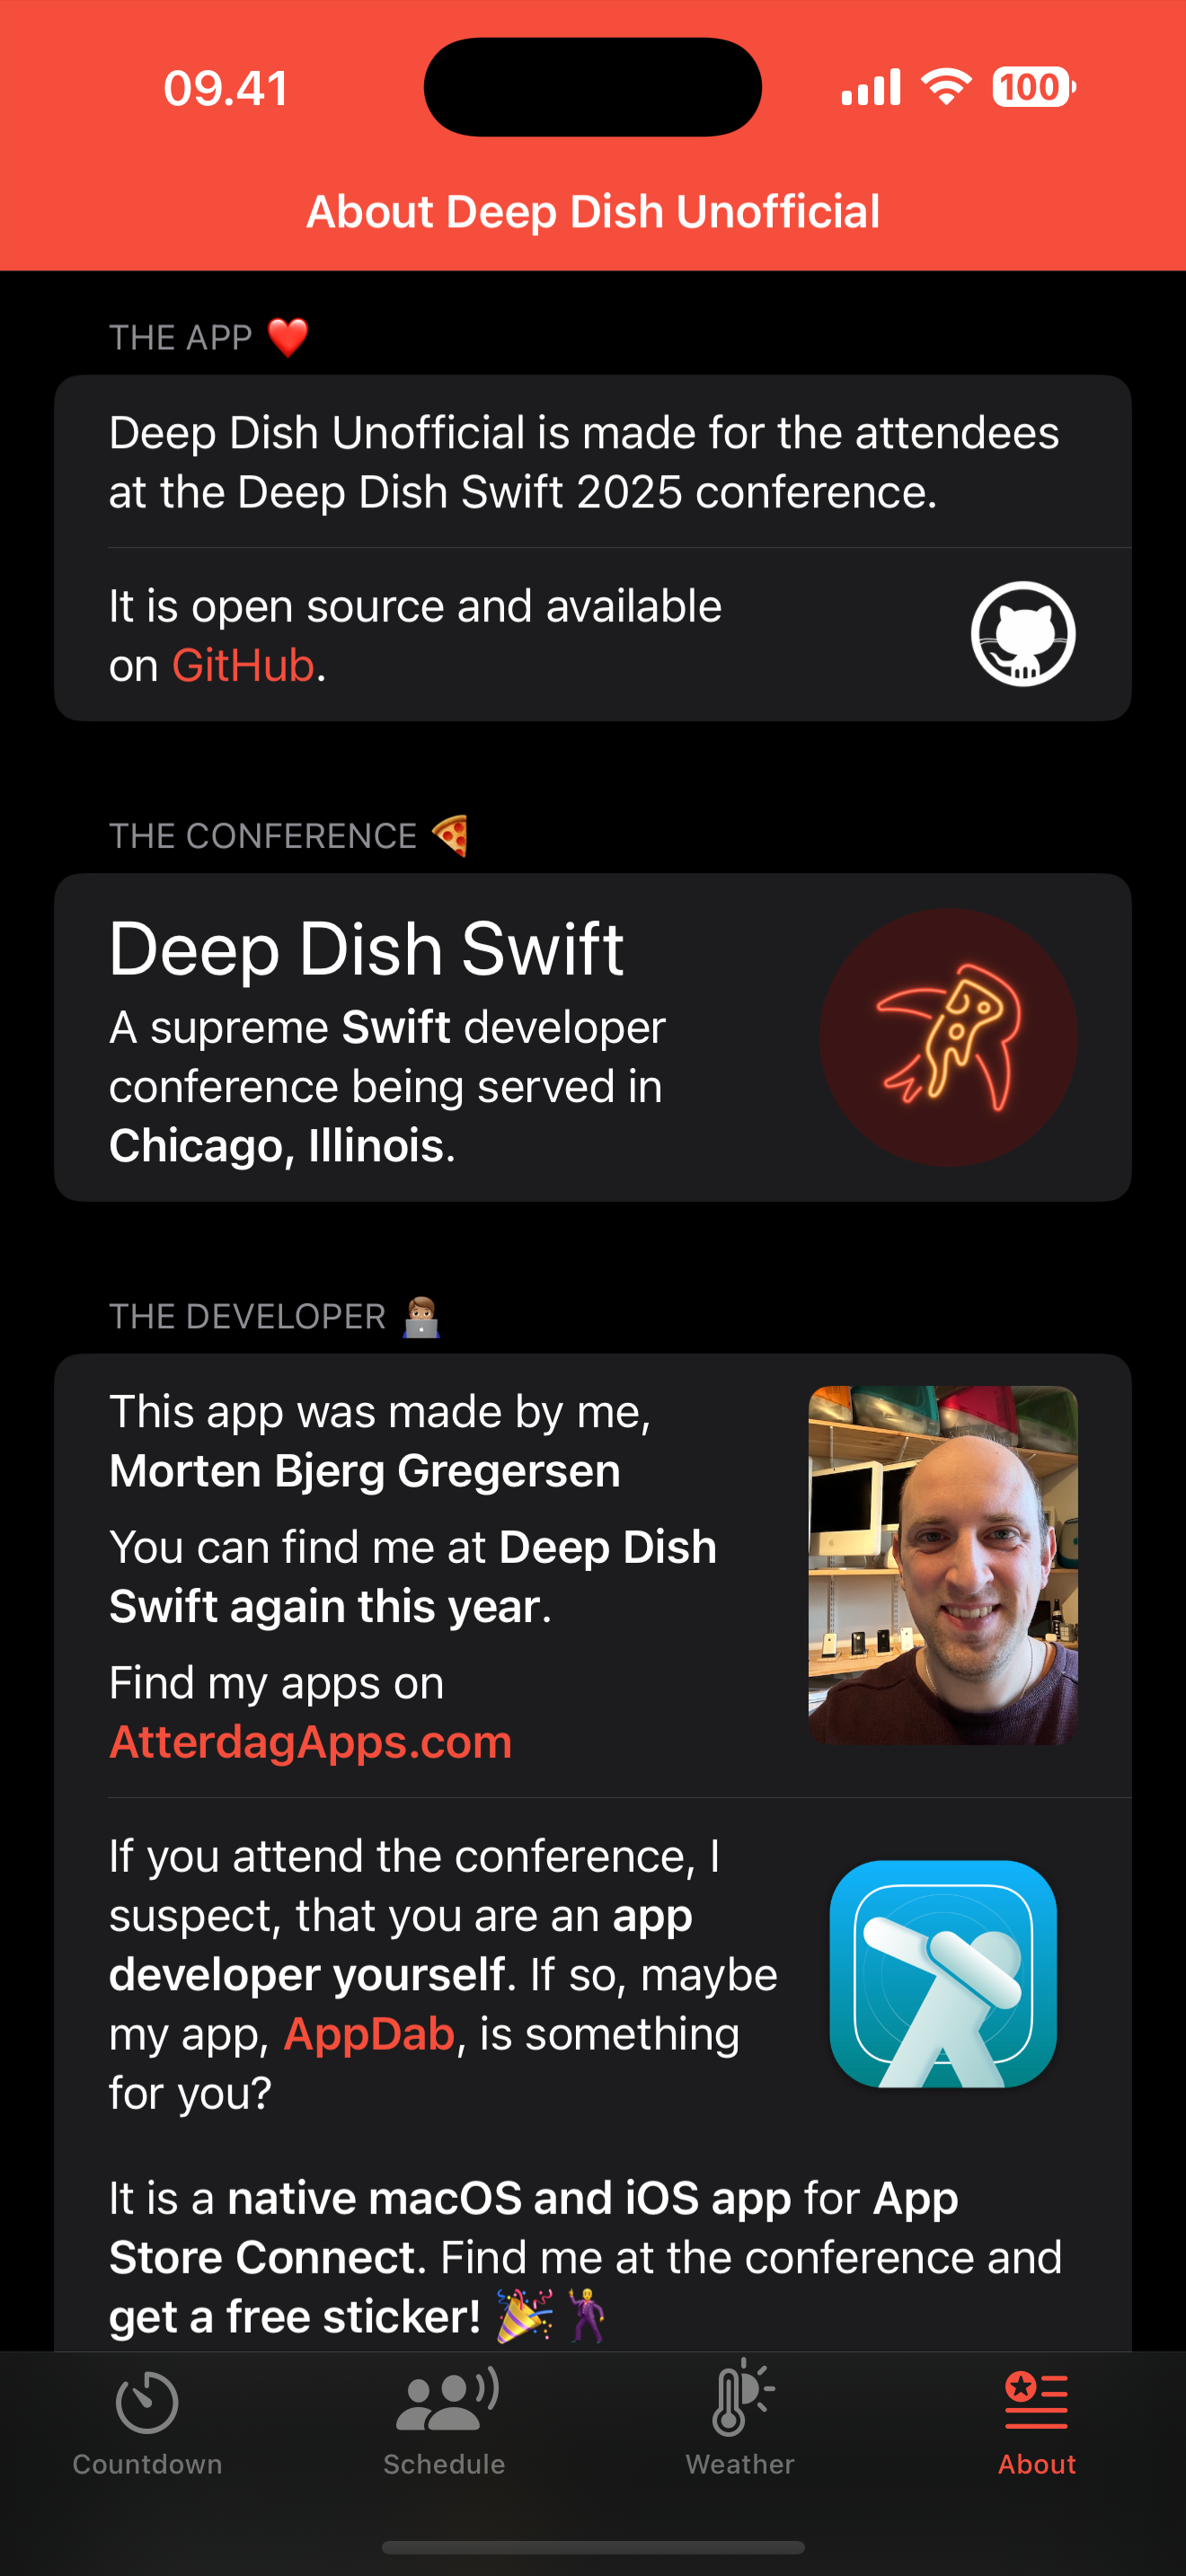 09.41
100
About Deep Dish Unofficial
THE APP ❤️
Deep Dish Unofficial is made for the attendees
at the Deep Dish Swift 2025 conference.
It is open source and available
on GitHub.
THE CONFERENCE 🍕
Deep Dish Swift
A supreme Swift developer
conference being served in
Chicago, Illinois.
THE DEVELOPER 🧑🏽‍💻
This app was made by me,
Morten Bjerg Gregersen
You can find me at Deep Dish
Swift again this year.
Find my apps on
AtterdagApps.com
If you attend the conference, I
suspect, that you are an app
developer yourself. If so, maybe
my app, AppDab, is something
for you?
It is a native macOS and iOS app for App
Store Connect. Find me at the conference and
get a free sticker! 🎉🕺
Countdown
Schedule
Weather
About